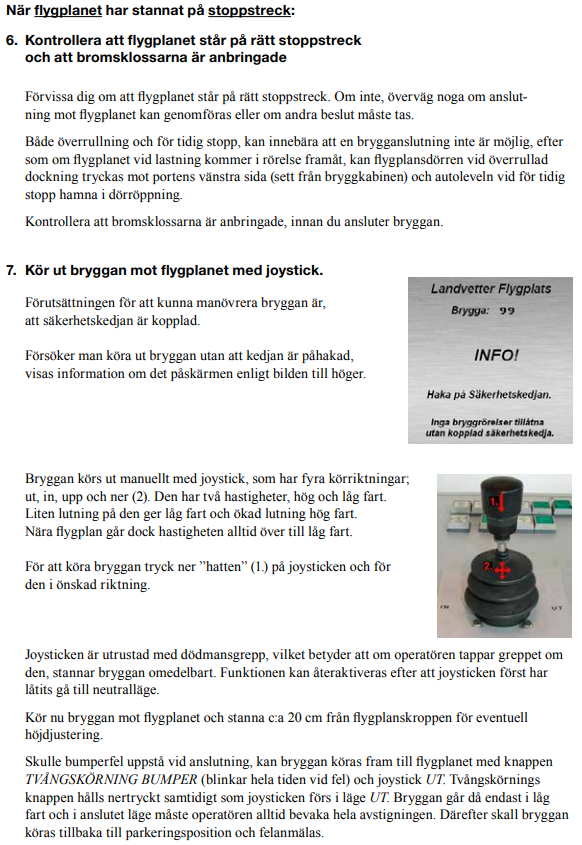 När flygplanet har stannat på stoppstreck:
6. Kontrollera att flygplanet står på rätt stoppstreck
och att bromsklossarna är anbringade
Förvissa dig om att flygplanet står på rätt stoppstreck. Om inte, överväg noga om anslut-
ning mot flygplanet kan genomföras eller om andra beslut måste tas.
Både överrullning och för tidig stopp, kan innebära att en brygganslutning inte är möjlig, efter
som om flygplanet vid lastning kommer i rörelse framåt, kan flygplansdörren vid överrullad
dockning tryckas mot portens vänstra sida (sett från bryggkabinen) och autoleveln vid för tidig
stopp hamna i dörröppning.
Kontrollera att bromsklossarna är anbringade, innan du ansluter bryggan.
7. Kör ut bryggan mot flygplanet med joystick.
Förutsättningen för att kunna manövrera bryggan är,
att säkerhetskedjan är kopplad.
Försöker man köra ut bryggan utan att kedjan är påhakad,
visas information om det påskärmen enligt bilden till höger.
Landvetter Flygplats
Brygga: 99
INFO!
Haka på Säkerhetskedjan.
Inga bryggrörelser tillåtna
utan kopplad säkerhetskedja.
Bryggan körs ut manuellt med joystick, som har fyra körriktningar;
ut, in, upp och ner (2). Den har två hastigheter, hög och låg fart.
Liten lutning på den ger låg fart och ökad lutning hög fart.
Nära flygplan går dock hastigheten alltid över till låg fart.
För att köra bryggan tryck ner ”hatten” (1.) på joysticken och för
den i önskad riktning.
1.
2.
IN
UT
Joysticken är utrustad med dödmansgrepp, vilket betyder att om operatören tappar greppet om
den, stannar bryggan omedelbart. Funktionen kan återaktiveras efter att joysticken först har
låtits gå till neutralläge.
Kör nu bryggan mot flygplanet och stanna c:a 20 cm från flygplanskroppen för eventuell
höjdjustering.
Skulle bumperfel uppstå vid anslutning, kan bryggan köras fram till flygplanet med knappen
TVÅNGSKÖRNING BUMPER (blinkar hela tiden vid fel) och joystick UT. Tvångskörnings
knappen hålls nertryckt samtidigt som joysticken förs i läge UT. Bryggan går då endast i låg
fart och i anslutet läge måste operatören alltid bevaka hela avstigningen. Därefter skall bryggan
köras tillbaka till parkeringsposition och felanmälas.